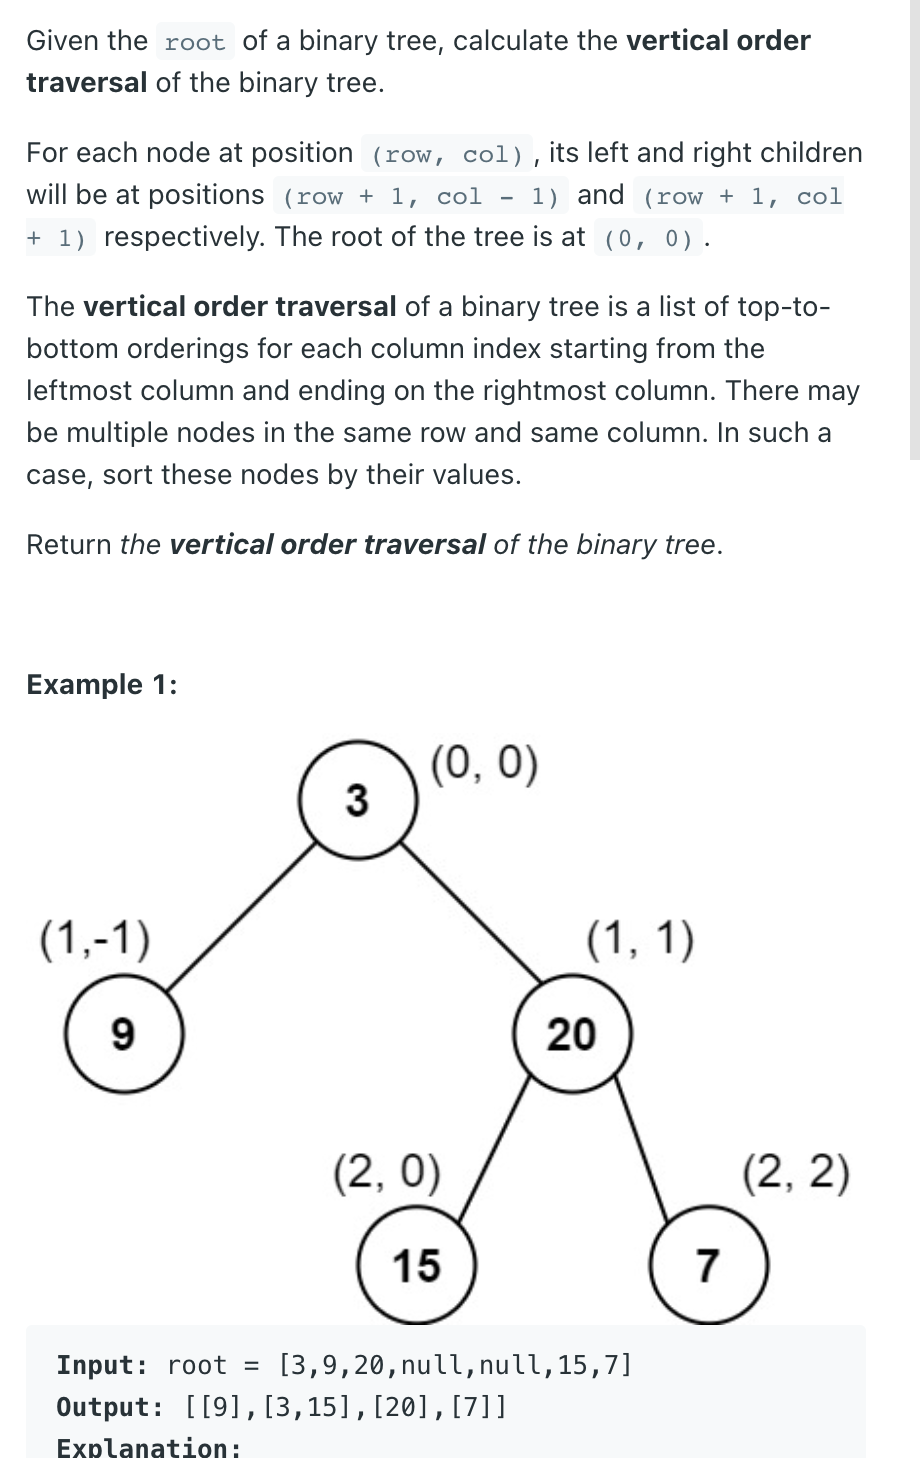 Given the root of a binary tree, calculate the vertical order
traversal of the binary tree.
For each node at position (row, col) , its left and right children
will be at positions (row + 1, col - 1) and (row + 1, col
+ 1) respectively. The root of the tree is at (0, 0) .
The vertical order traversal of a binary tree is a list of top-to-
bottom orderings for each column index starting from the
leftmost column and ending on the rightmost column. There may
be multiple nodes in the same row and same column. In such a
case, sort these nodes by their values.
Return the vertical order traversal of the binary tree.
Example 1:
(0, 0)
3
(1,-1)
(1, 1)
9
20
(2, 0)
(2, 2)
15
7
Input: root = [3,9,20,null,null,15,7]
Output: [[9],[3,15],[20],[7]]
Explanation: